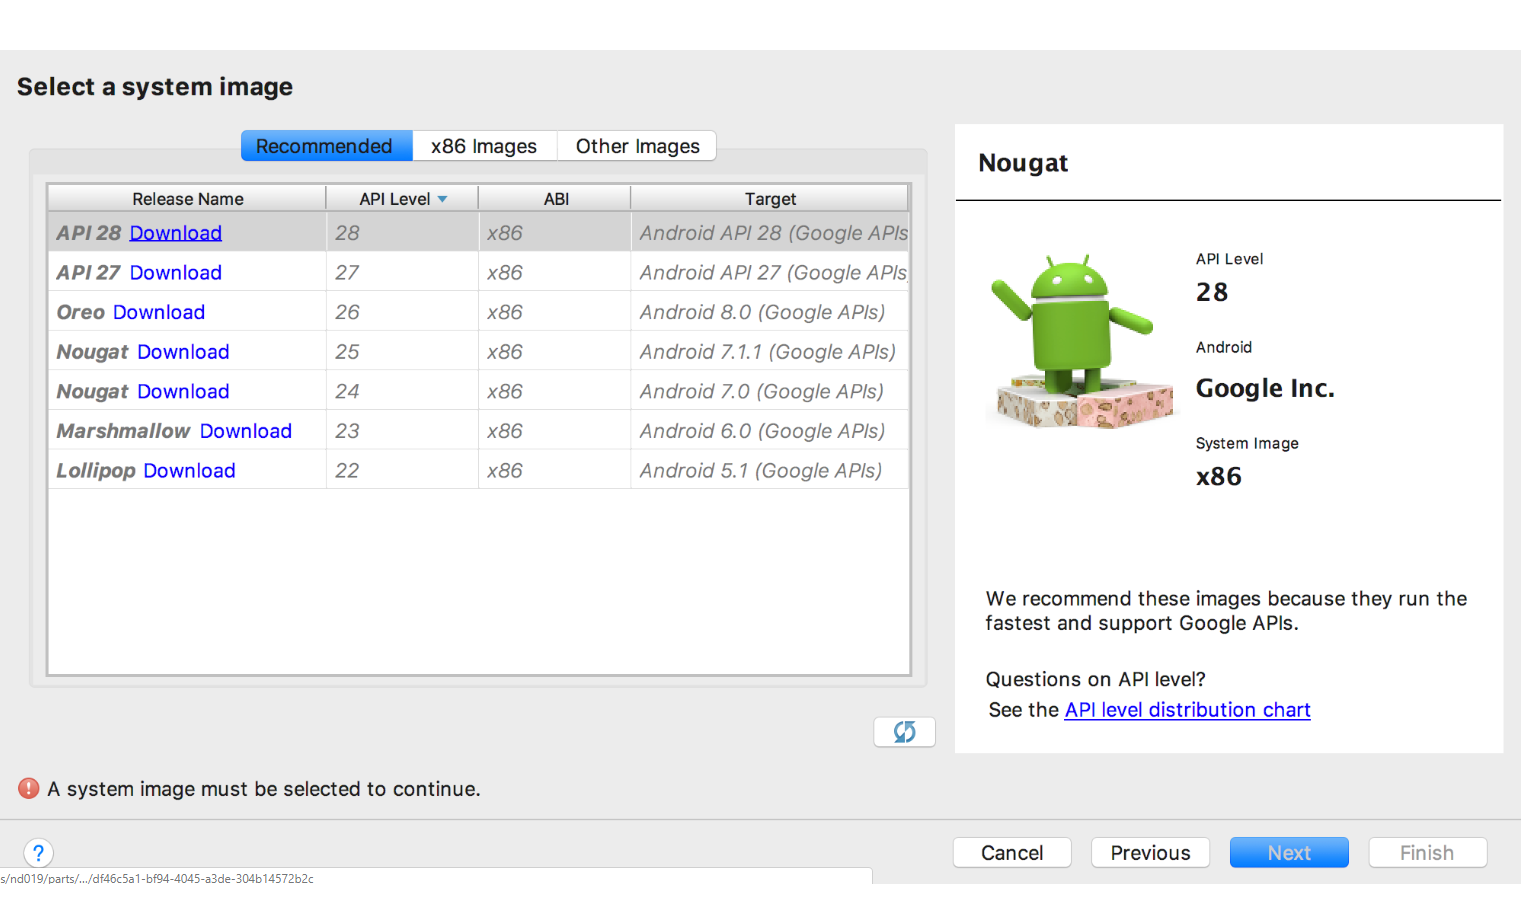 Select a system image
Recommended x86 Images Other Images
Release Name API Level ABI Target
API 28 Download 28 x86 Android API 28 (Google APIs
API 27 Download 27 x86 Android API 27 (Google APIs
Oreo Download 26 x86 Android 8.0 (Google APIs)
Nougat Download 25 x86 Android 7.1.1 (Google APIs)
Nougat Download 24 x86 Android 7.0 (Google APIs)
Marshmallow Download 23 x86 Android 6.0 (Google APIs)
Lollipop Download 22 x86 Android 5.1 (Google APIs)
Nougat
API Level
28
Android
Google Inc.
System Image
x86
We recommend these images because they run the
fastest and support Google APIs.
Questions on API level?
See the API level distribution chart
! A system image must be selected to continue.
? Cancel Previous Next Finish
s/nd019/parts/.../df46c5a1-bf94-4045-a3de-304b14572b2c